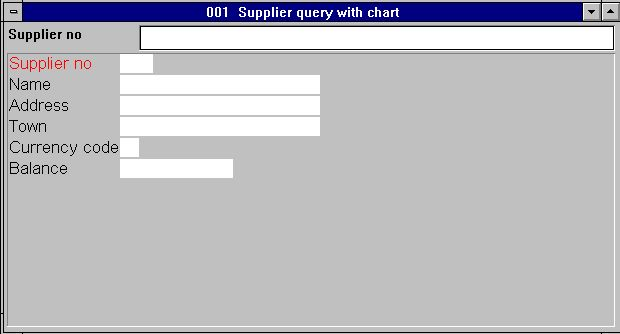 001 Supplier query with chart
Supplier no
Supplier no
Name
Address
Town
Currency code
Balance